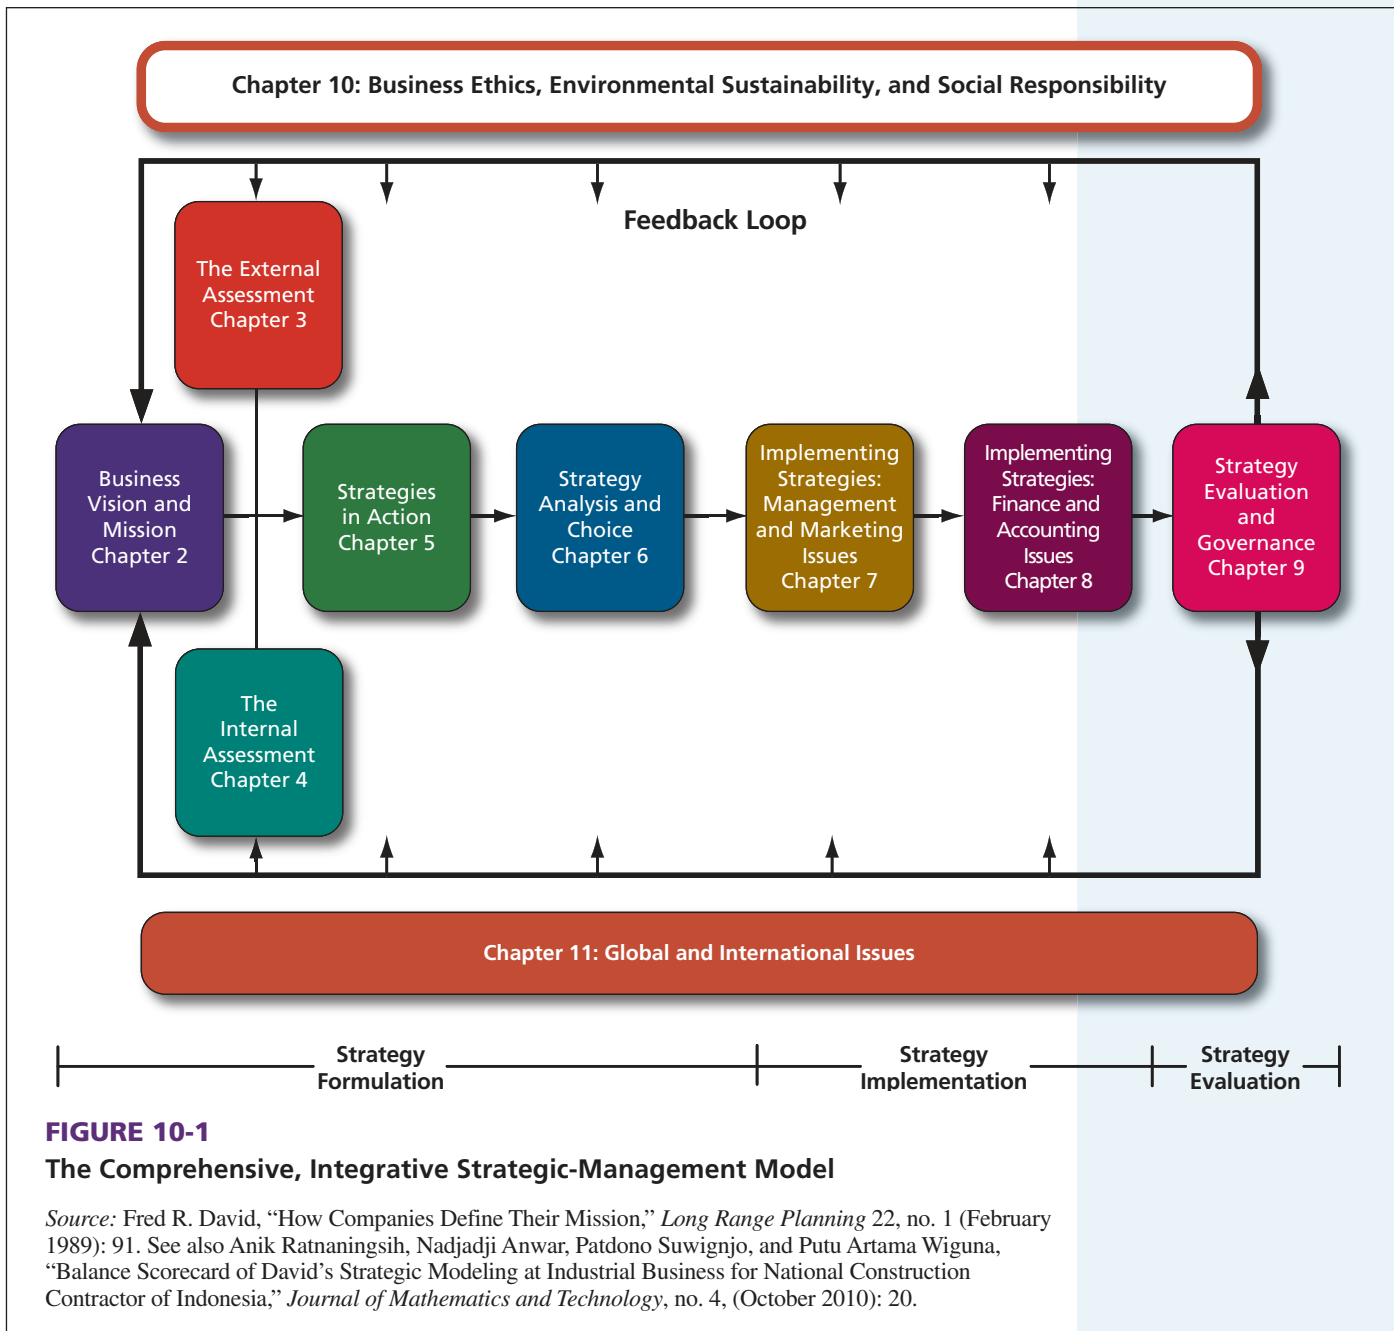 Chapter 10: Business Ethics, Environmental Sustainability, and Social Responsibility
Feedback Loop
The External
Assessment
Chapter 3
Business
Vision and
Mission
Chapter 2
Strategies
in Action
Chapter 5
Strategy
Analysis and
Choice
Chapter 6
Implementing
Strategies:
Management
and Marketing
Issues
Chapter 7
Implementing
Strategies:
Finance and
Accounting
Issues
Chapter 8
Strategy
Evaluation
and
Governance
Chapter 9
The
Internal
Assessment
Chapter 4
Chapter 11: Global and International Issues
Strategy
Formulation
Strategy
Implementation
Strategy
Evaluation
FIGURE 10-1
The Comprehensive, Integrative Strategic-Management Model
Source: Fred R. David, “How Companies Define Their Mission,” Long Range Planning 22, no. 1 (February
1989): 91. See also Anik Ratnaningsih, Nadjadji Anwar, Patdono Suwignjo, and Putu Artama Wiguna,
“Balance Scorecard of David’s Strategic Modeling at Industrial Business for National Construction
Contractor of Indonesia,” Journal of Mathematics and Technology, no. 4, (October 2010): 20.